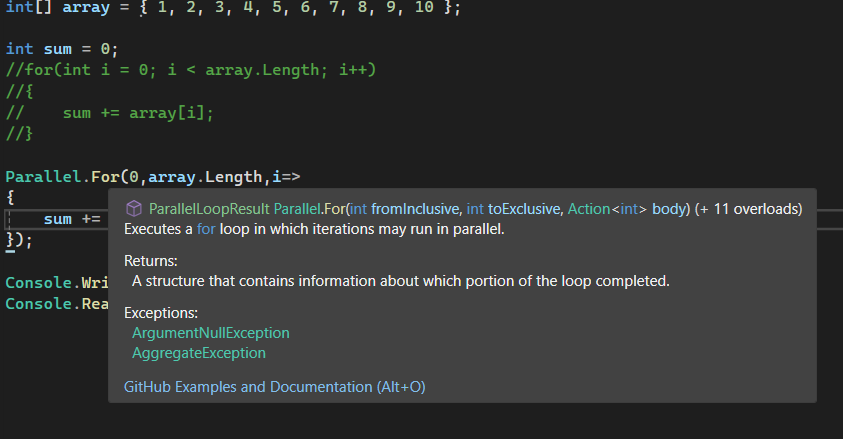 int[] array = { 1, 2, 3, 4, 5, 6, 7, 8, 9, 10 };
int sum = 0;
//for(int i = 0; i < array.Length; i++)
//{
//    sum += array[i];
//}
Parallel.For(0,array.Length,i=>
{
ParallelLoopResult Parallel.For(int fromInclusive, int toExclusive, Action<int> body) (+ 11 overloads)
sum +=
Executes a for loop in which iterations may run in parallel.
});
Returns:
A structure that contains information about which portion of the loop completed.
Console.Wri
Console.Rea
Exceptions:
ArgumentNullException
AggregateException
GitHub Examples and Documentation (Alt+O)